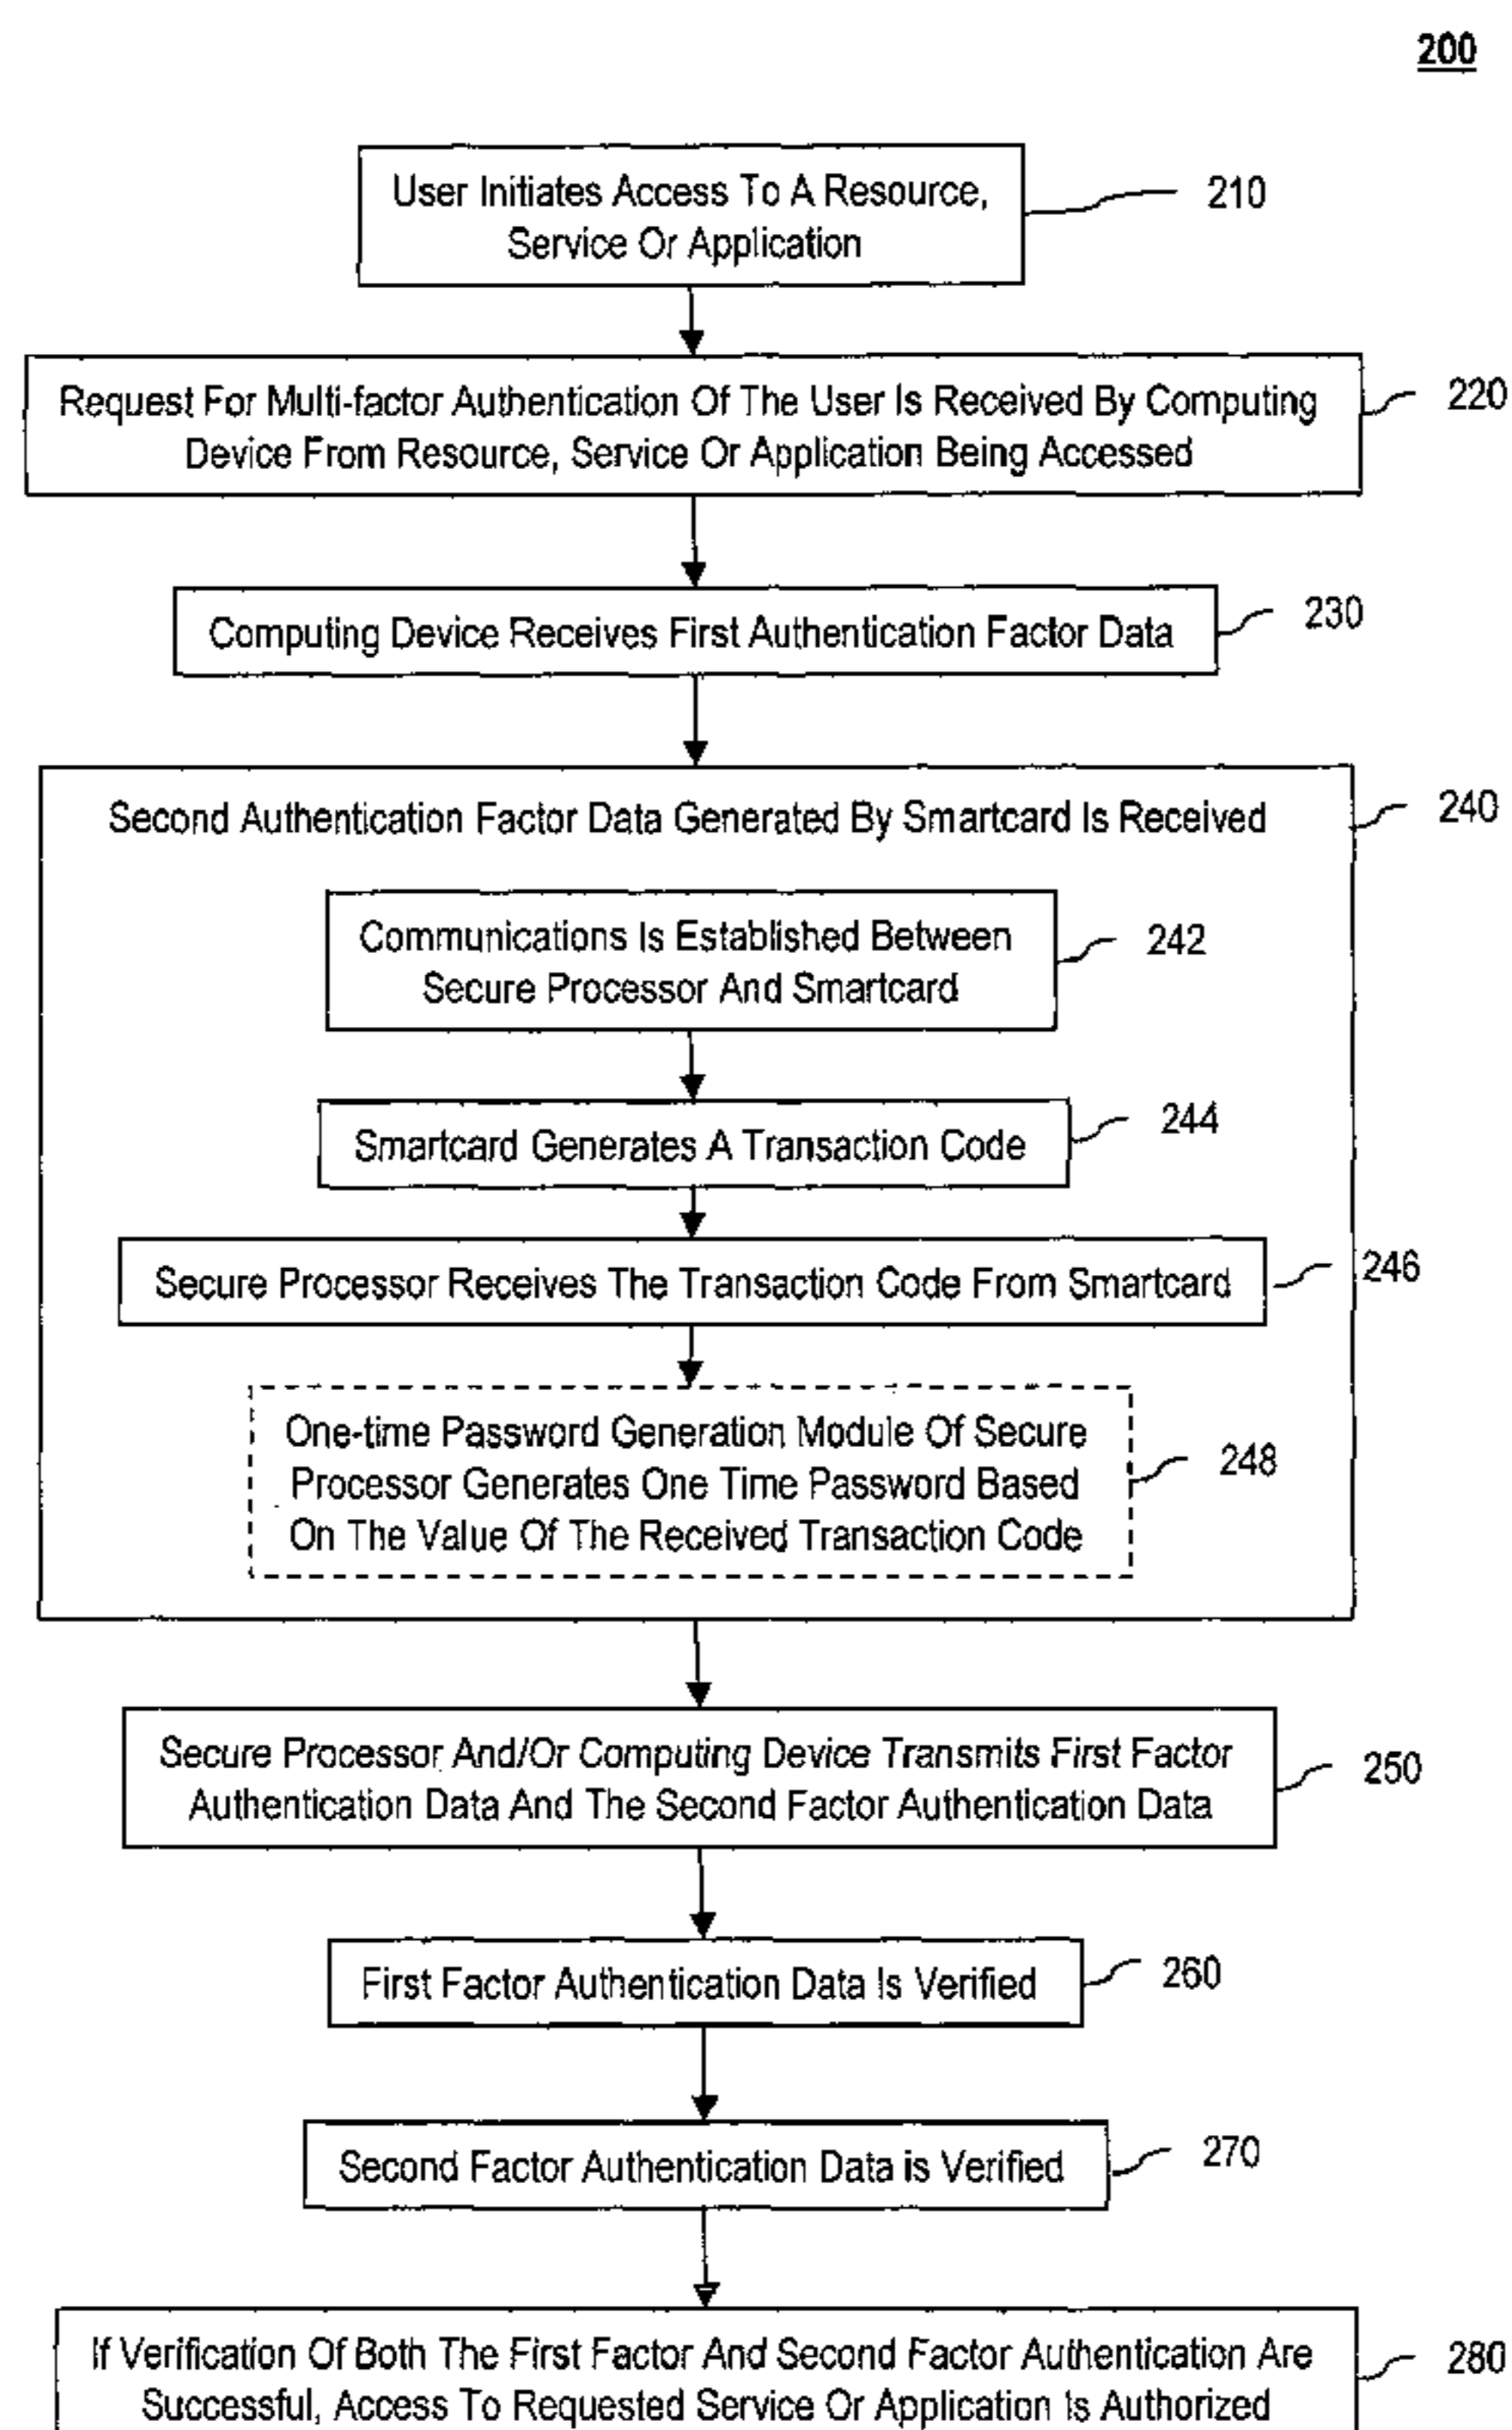 200
User Initiates Access To A Resource,
Service Or Application
210
Request For Multi-factor Authentication Of The User Is Received By Computing
Device From Resource, Service Or Application Being Accessed
220
Computing Device Receives First Authentication Factor Data
230
Second Authentication Factor Data Generated By Smartcard Is Received
240
Communications Is Established Between
Secure Processor And Smartcard
242
Smartcard Generates A Transaction Code
244
Secure Processor Receives The Transaction Code From Smartcard
246
One-time Password Generation Module Of Secure
Processor Generates One Time Password Based
On The Value Of The Received Transaction Code
248
Secure Processor And/Or Computing Device Transmits First Factor
Authentication Data And The Second Factor Authentication Data
250
First Factor Authentication Data Is Verified
260
Second Factor Authentication Data is Verified
270
If Verification Of Both The First Factor And Second Factor Authentication Are
Successful, Access To Requested Service Or Application Is Authorized
280